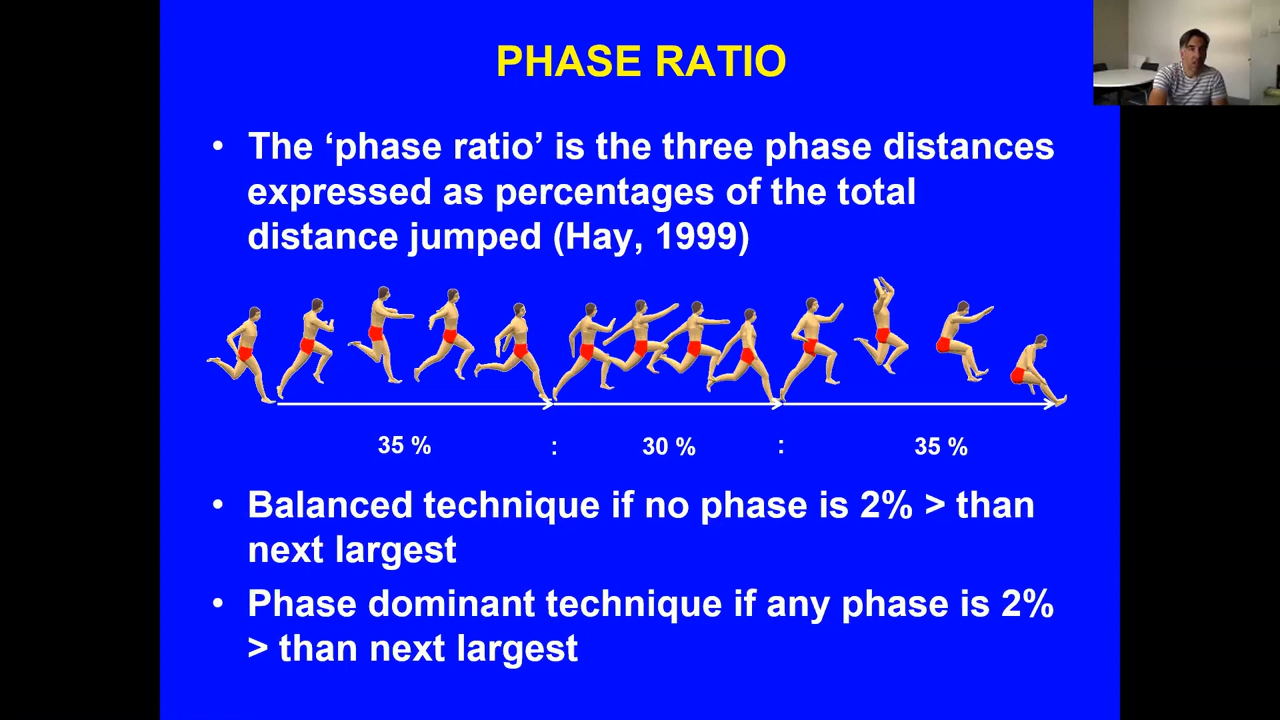 PHASE RATIO
• The ‘phase ratio’ is the three phase distances
expressed as percentages of the total
distance jumped (Hay, 1999)
35 % : 30 % : 35 %
• Balanced technique if no phase is 2% > than
next largest
• Phase dominant technique if any phase is 2%
> than next largest